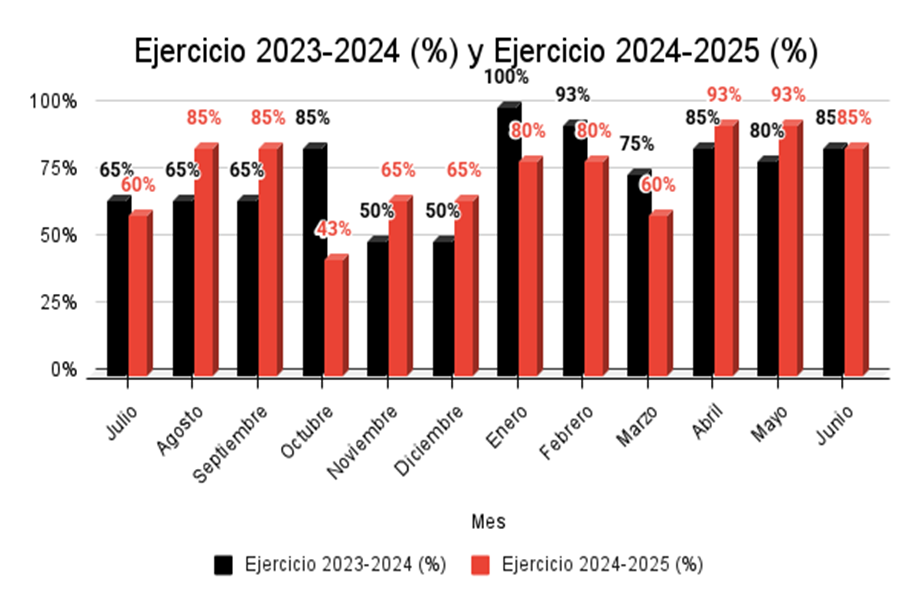 Ejercicio 2023-2024 (%) y Ejercicio 2024-2025 (%)
100%
75%
50%
25%
0%
65% 60%
65% 85%
65% 85%
85% 43%
50% 65%
50% 65%
100% 80%
93% 80%
75% 60%
85% 93%
80% 93%
85 85%
Julio
Agosto
Septiembre
Octubre
Noviembre
Diciembre
Enero
Febrero
Marzo
Abril
Mayo
Junio
Mes
Ejercicio 2023-2024 (%) Ejercicio 2024-2025 (%)